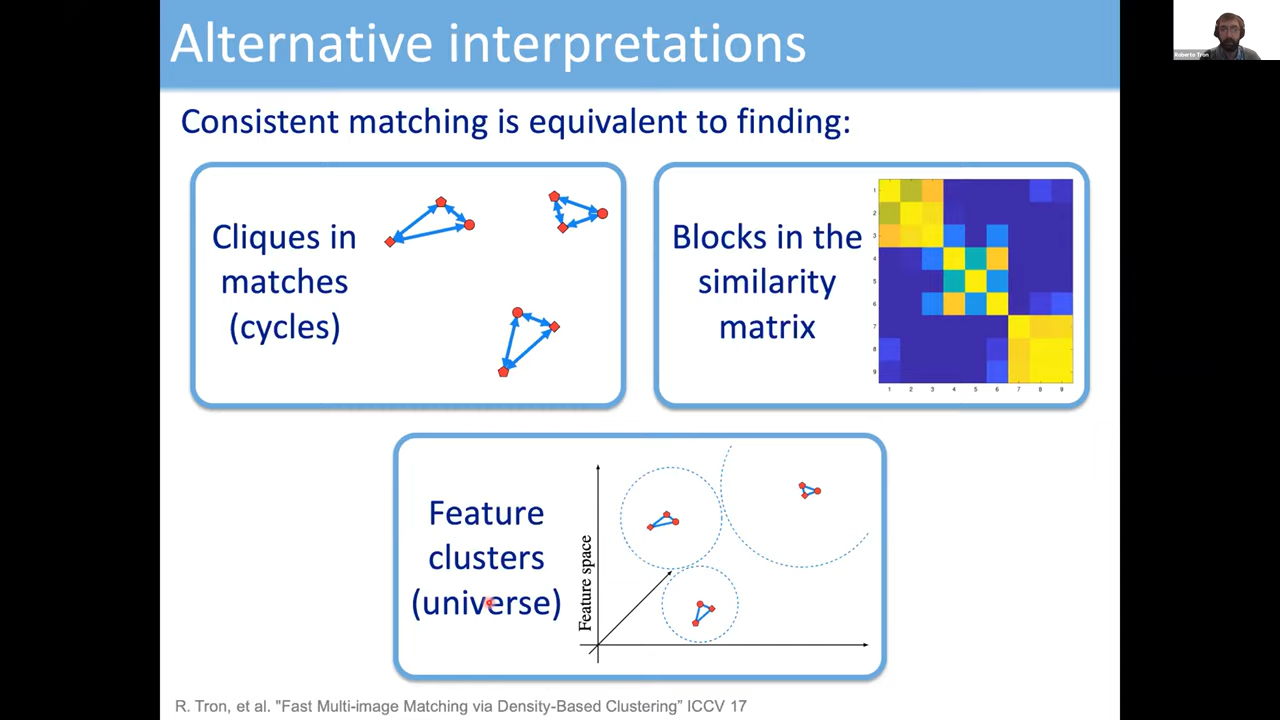 Alternative interpretations
Roberto Tron
Consistent matching is equivalent to finding:
Cliques in
matches
(cycles)
Blocks in the
similarity
matrix
1
2
3
4
5
6
7
8
9
1 2 3 4 5 6 7 8 9
Feature
clusters
(universe)
Feature space
R. Tron, et al. "Fast Multi-image Matching via Density-Based Clustering” ICCV 17